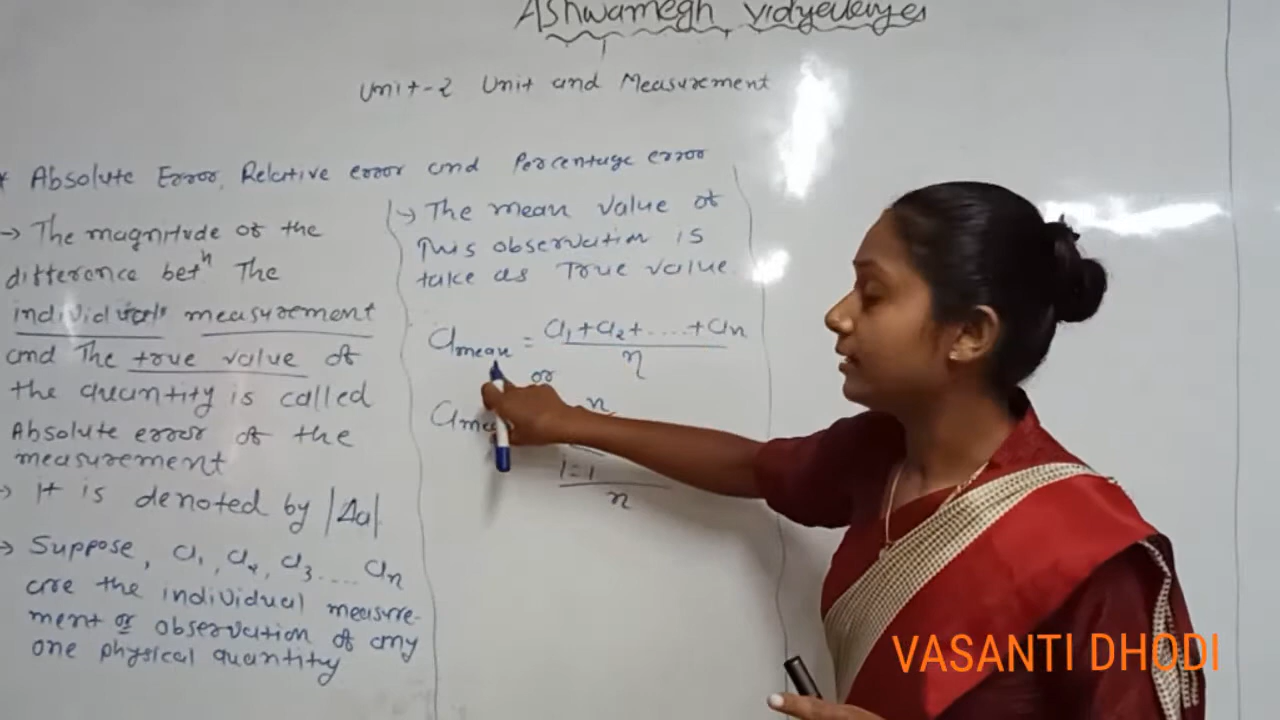 Ashwamegh vidyalaya
Unit-2 Unit and Measurement
* Absolute Error, Relative error and Percentage error
→ The magnitude of the
difference betⁿ The
individual measurement
and The true value of
the quantity is called
Absolute error of the
measurement
→ It is denoted by |Δa|
→ Suppose, a₁, a₂, a₃ .... aₙ
are the individual measure-
ment or observation of any
one physical quantity
→ The mean value of
This observation is
take as True value.
a mean = a₁ + a₂ + ..... + aₙ
n
or
n
a mea
i = 1
n
VASANTI DHODI